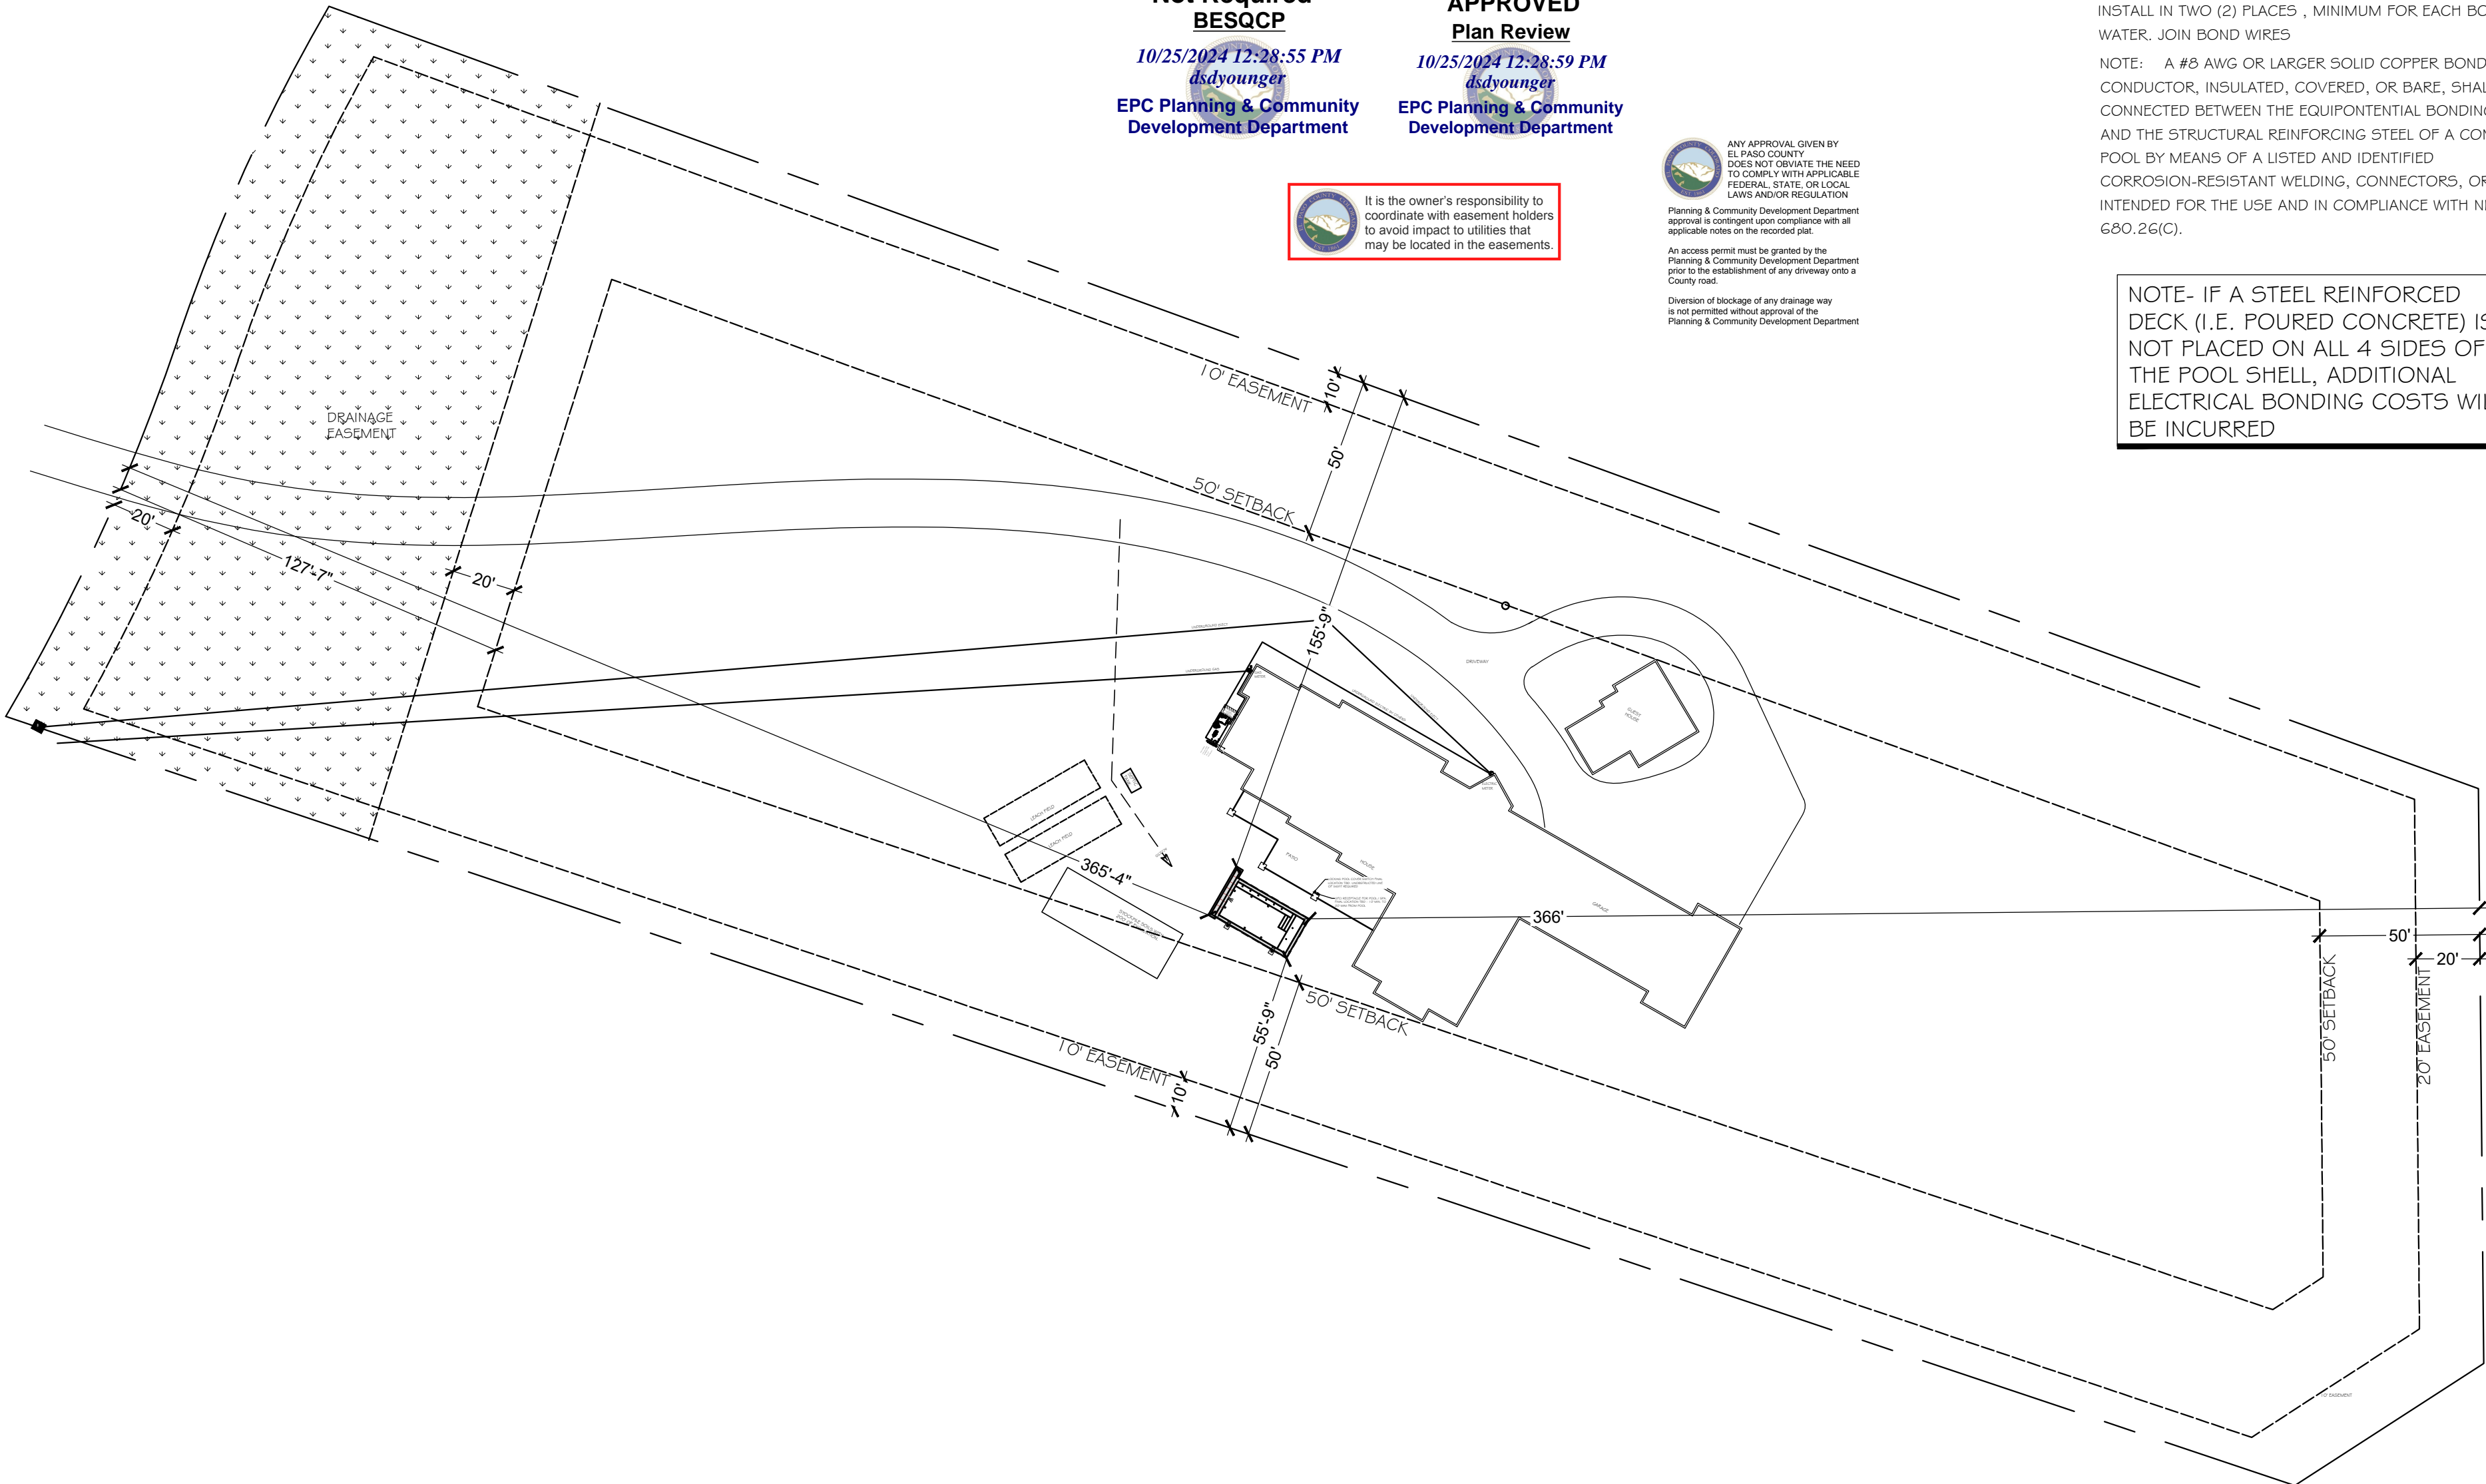 Not Required
BESQCP
10/25/2024 12:28:55 PM
dsdyounger
EPC Planning & Community
Development Department
APPROVED
Plan Review
10/25/2024 12:28:59 PM
dsdyounger
EPC Planning & Community
Development Department
It is the owner's responsibility to
coordinate with easement holders
to avoid impact to utilities that
may be located in the easements.
ANY APPROVAL GIVEN BY
EL PASO COUNTY
DOES NOT OBVIATE THE NEED
TO COMPLY WITH APPLICABLE
FEDERAL, STATE, OR LOCAL
LAWS AND/OR REGULATION
Planning & Community Development Department
approval is contingent upon compliance with all
applicable notes on the recorded plat.
An access permit must be granted by the
Planning & Community Development Department
prior to the establishment of any driveway onto a
County road.
Diversion of blockage of any drainage way
is not permitted without approval of the
Planning & Community Development Department
INSTALL IN TWO (2) PLACES , MINIMUM FOR EACH BO
WATER. JOIN BOND WIRES
NOTE: A #8 AWG OR LARGER SOLID COPPER BOND
CONDUCTOR, INSULATED, COVERED, OR BARE, SHAL
CONNECTED BETWEEN THE EQUIPONTENTIAL BONDING
AND THE STRUCTURAL REINFORCING STEEL OF A CON
POOL BY MEANS OF A LISTED AND IDENTIFIED
CORROSION-RESISTANT WELDING, CONNECTORS, OR
INTENDED FOR THE USE AND IN COMPLIANCE WITH NE
680.26(C).
NOTE- IF A STEEL REINFORCED
DECK (I.E. POURED CONCRETE) IS
NOT PLACED ON ALL 4 SIDES OF
THE POOL SHELL, ADDITIONAL
ELECTRICAL BONDING COSTS WIL
BE INCURRED
DRAINAGE
EASEMENT
20'
127'-7"
20'
10' EASEMENT
10'
50'
50' SETBACK
155'-9"
DRIVEWAY
GUEST
HOUSE
LEACH FIELD
LEACH FIELD
365'-4"
PATIO
HOUSE
GARAGE
366'
50'
20'
50' SETBACK
20' EASEMENT
50' SETBACK
55'-9"
50'
10' EASEMENT
10'
10' EASEMENT